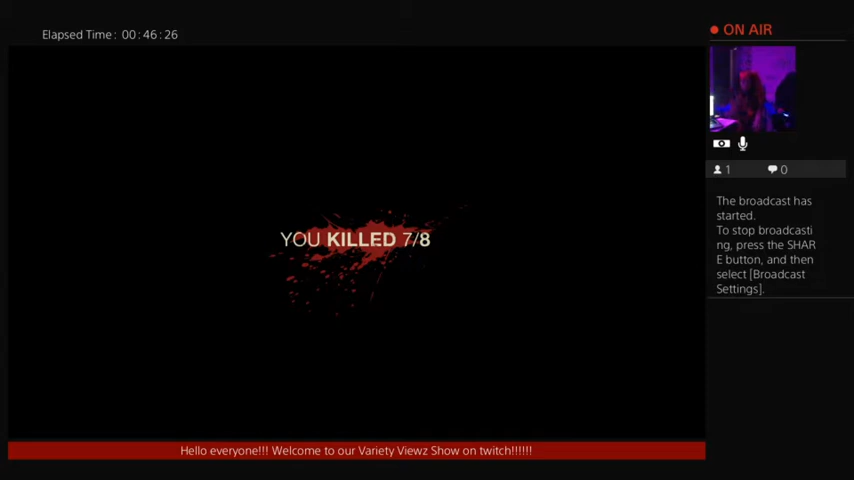 Elapsed Time: 00:46:26
ON AIR
1 0
The broadcast has
started.
To stop broadcasti
ng, press the SHAR
E button, and then
select [Broadcast
Settings].
YOU KILLED 7/8
Hello everyone!!! Welcome to our Variety Viewz Show on twitch!!!!!!